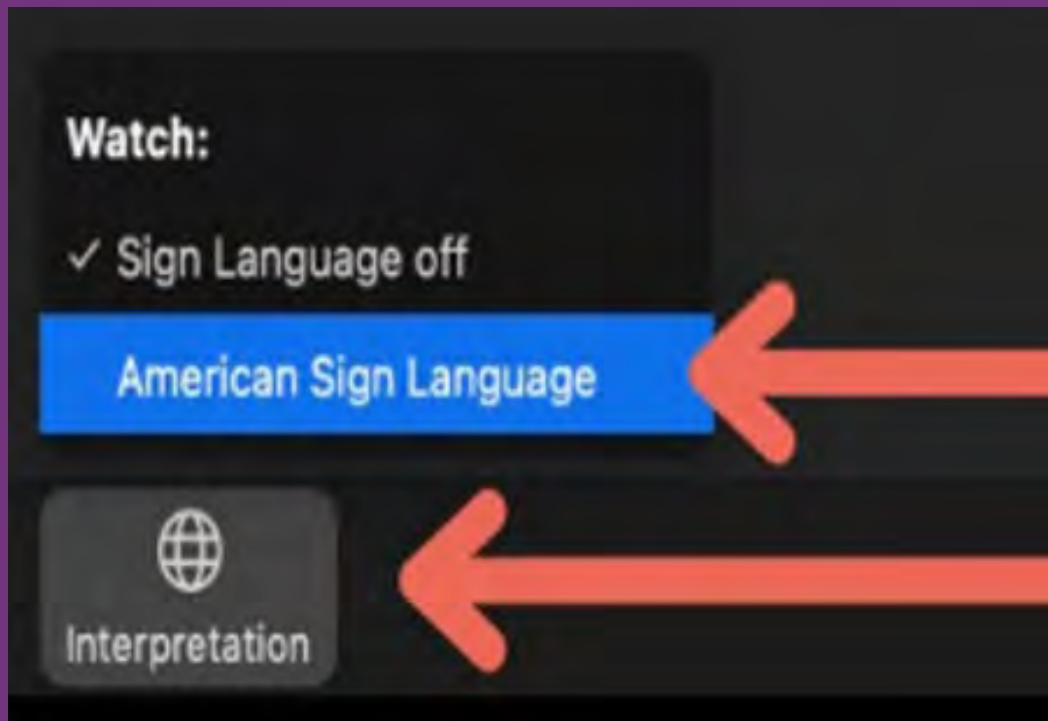 Watch:
✓ Sign Language off
American Sign Language
Interpretation